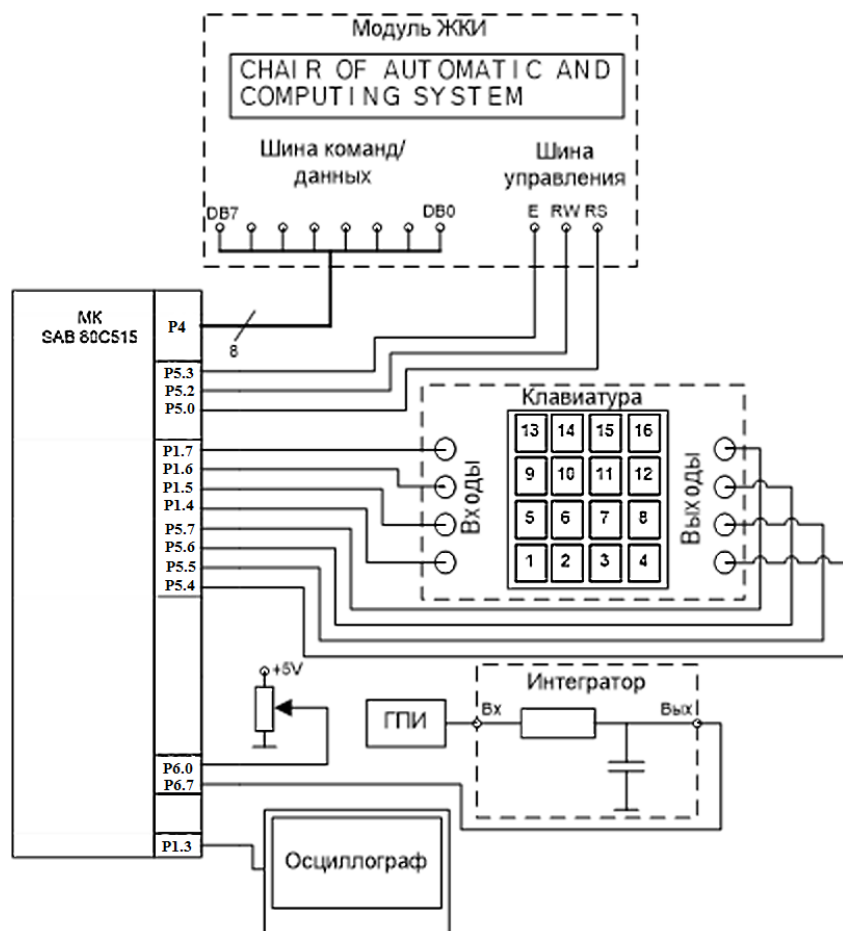 Модуль ЖКИ
CHAIR OF AUTOMATIC AND
COMPUTING SYSTEM
Шина команд/
данных
Шина
управления
DB7
DB0
E RW RS
МК
SAB 80C515
P4
8
P5.3
P5.2
P5.0
P1.7
P1.6
P1.5
P1.4
P5.7
P5.6
P5.5
P5.4
Клавиатура
Входы
13 14 15 16
9 10 11 12
5 6 7 8
1 2 3 4
Выходы
+5V
ГПИ
Интегратор
Вх
Вых
P6.0
P6.7
P1.3
Осциллограф